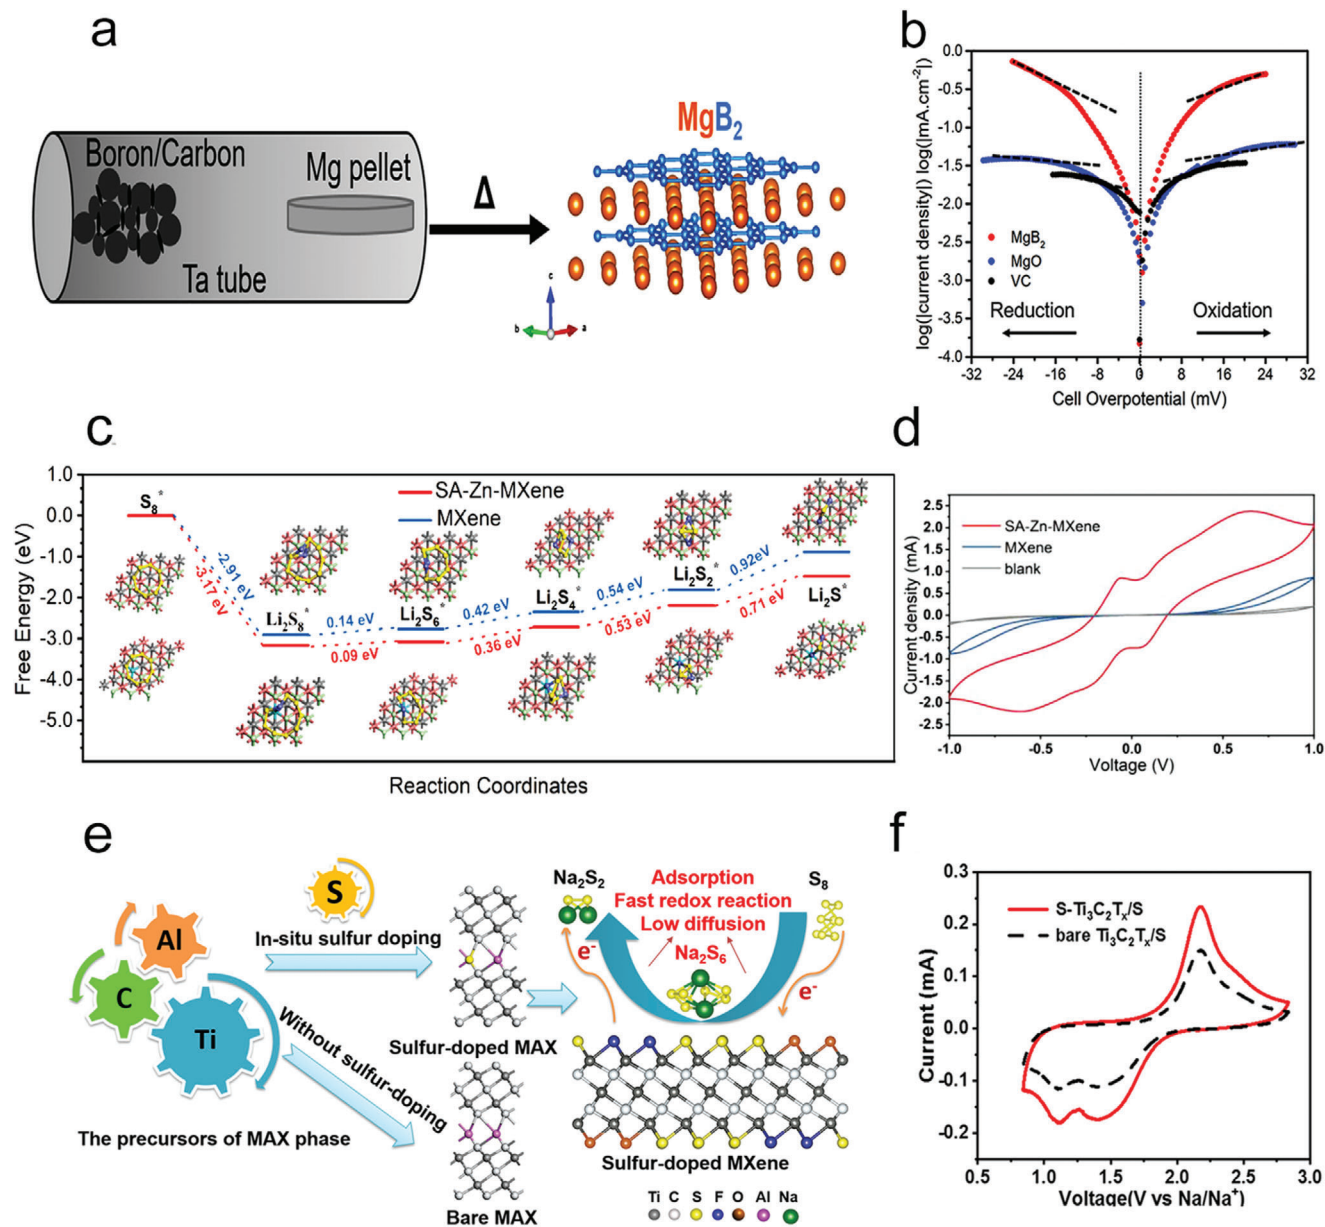 a
Boron/Carbon
Mg pellet
Ta tube
Δ
MgB₂
c
b
a
b
log(|current density|) log(|mA.cm⁻²|)
0.0
-0.5
-1.0
-1.5
-2.0
-2.5
-3.0
-3.5
-4.0
MgB₂
MgO
VC
Reduction
Oxidation
-32 -24 -16 -8 0 8 16 24 32
Cell Overpotential (mV)
c
Free Energy (eV)
1.0
0.0
-1.0
-2.0
-3.0
-4.0
-5.0
SA-Zn-MXene
MXene
S₈*
-2.91 eV
-3.17 eV
Li₂S₈*
0.14 eV
0.09 eV
Li₂S₆*
0.42 eV
0.36 eV
Li₂S₄*
0.54 eV
0.53 eV
Li₂S₂*
0.92eV
0.71 eV
Li₂S*
Reaction Coordinates
d
Current density (mA)
2.5
2.0
1.5
1.0
0.5
0.0
-0.5
-1.0
-1.5
-2.0
-2.5
SA-Zn-MXene
MXene
blank
-1.0 -0.5 0.0 0.5 1.0
Voltage (V)
e
S
Al
C
Ti
In-situ sulfur doping
Without sulfur-doping
The precursors of MAX phase
Sulfur-doped MAX
Bare MAX
Na₂S₂
Adsorption
Fast redox reaction
Low diffusion
S₈
Na₂S₆
e⁻
e⁻
Sulfur-doped MXene
Ti C S F O Al Na
f
Current (mA)
0.3
0.2
0.1
0.0
-0.1
-0.2
S-Ti₃C₂Tₓ/S
bare Ti₃C₂Tₓ/S
0.5 1.0 1.5 2.0 2.5 3.0
Voltage(V vs Na/Na⁺)